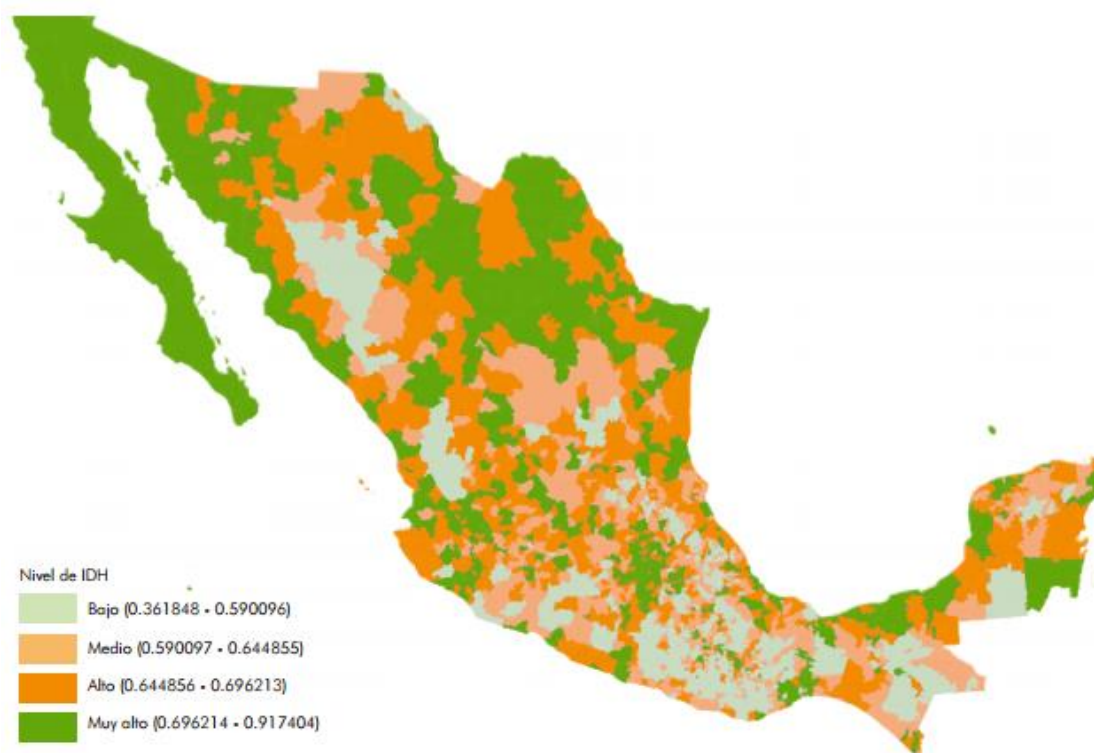 Nivel de IDH
Bajo (0.361848 - 0.590096)
Medio (0.590097 - 0.644855)
Alto (0.644856 - 0.696213)
Muy alto (0.696214 - 0.917404)